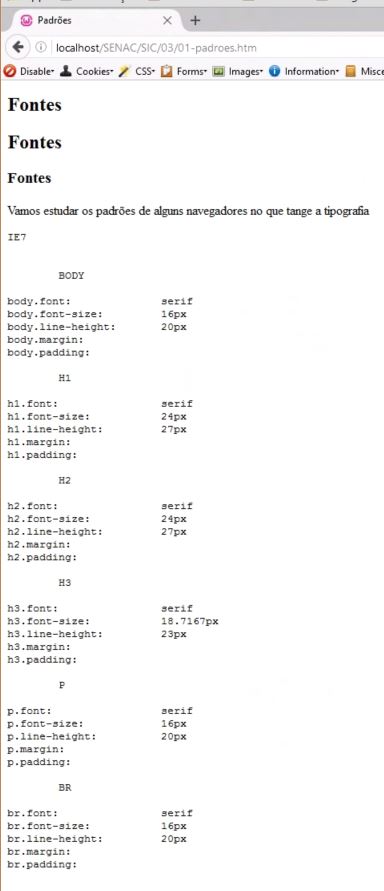 Padrões
localhost/SENAC/SIC/03/01-padroes.htm
Disable Cookies CSS Forms Images Information Misce
Fontes
Fontes
Fontes
Vamos estudar os padrões de alguns navegadores no que tange a tipografia
IE7
BODY
body.font: serif
body.font-size: 16px
body.line-height: 20px
body.margin:
body.padding:
H1
h1.font: serif
h1.font-size: 24px
h1.line-height: 27px
h1.margin:
h1.padding:
H2
h2.font: serif
h2.font-size: 24px
h2.line-height: 27px
h2.margin:
h2.padding:
H3
h3.font: serif
h3.font-size: 18.7167px
h3.line-height: 23px
h3.margin:
h3.padding:
P
p.font: serif
p.font-size: 16px
p.line-height: 20px
p.margin:
p.padding:
BR
br.font: serif
br.font-size: 16px
br.line-height: 20px
br.margin:
br.padding: